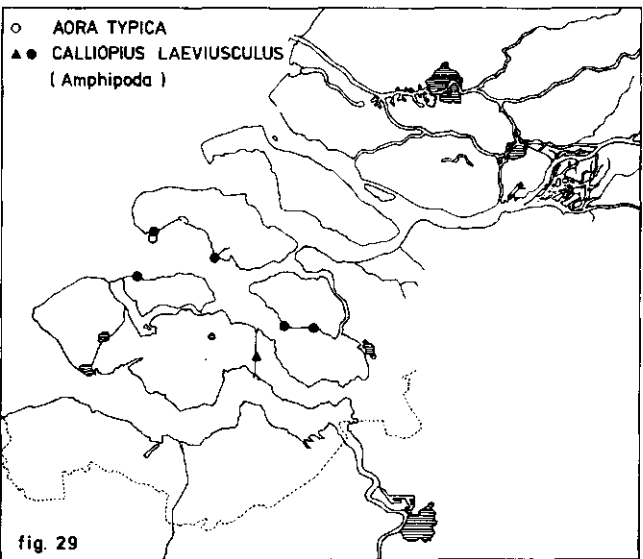 ○ AORA TYPICA
▲● CALLIOPIUS LAEVIUSCULUS
( Amphipoda )
fig. 29